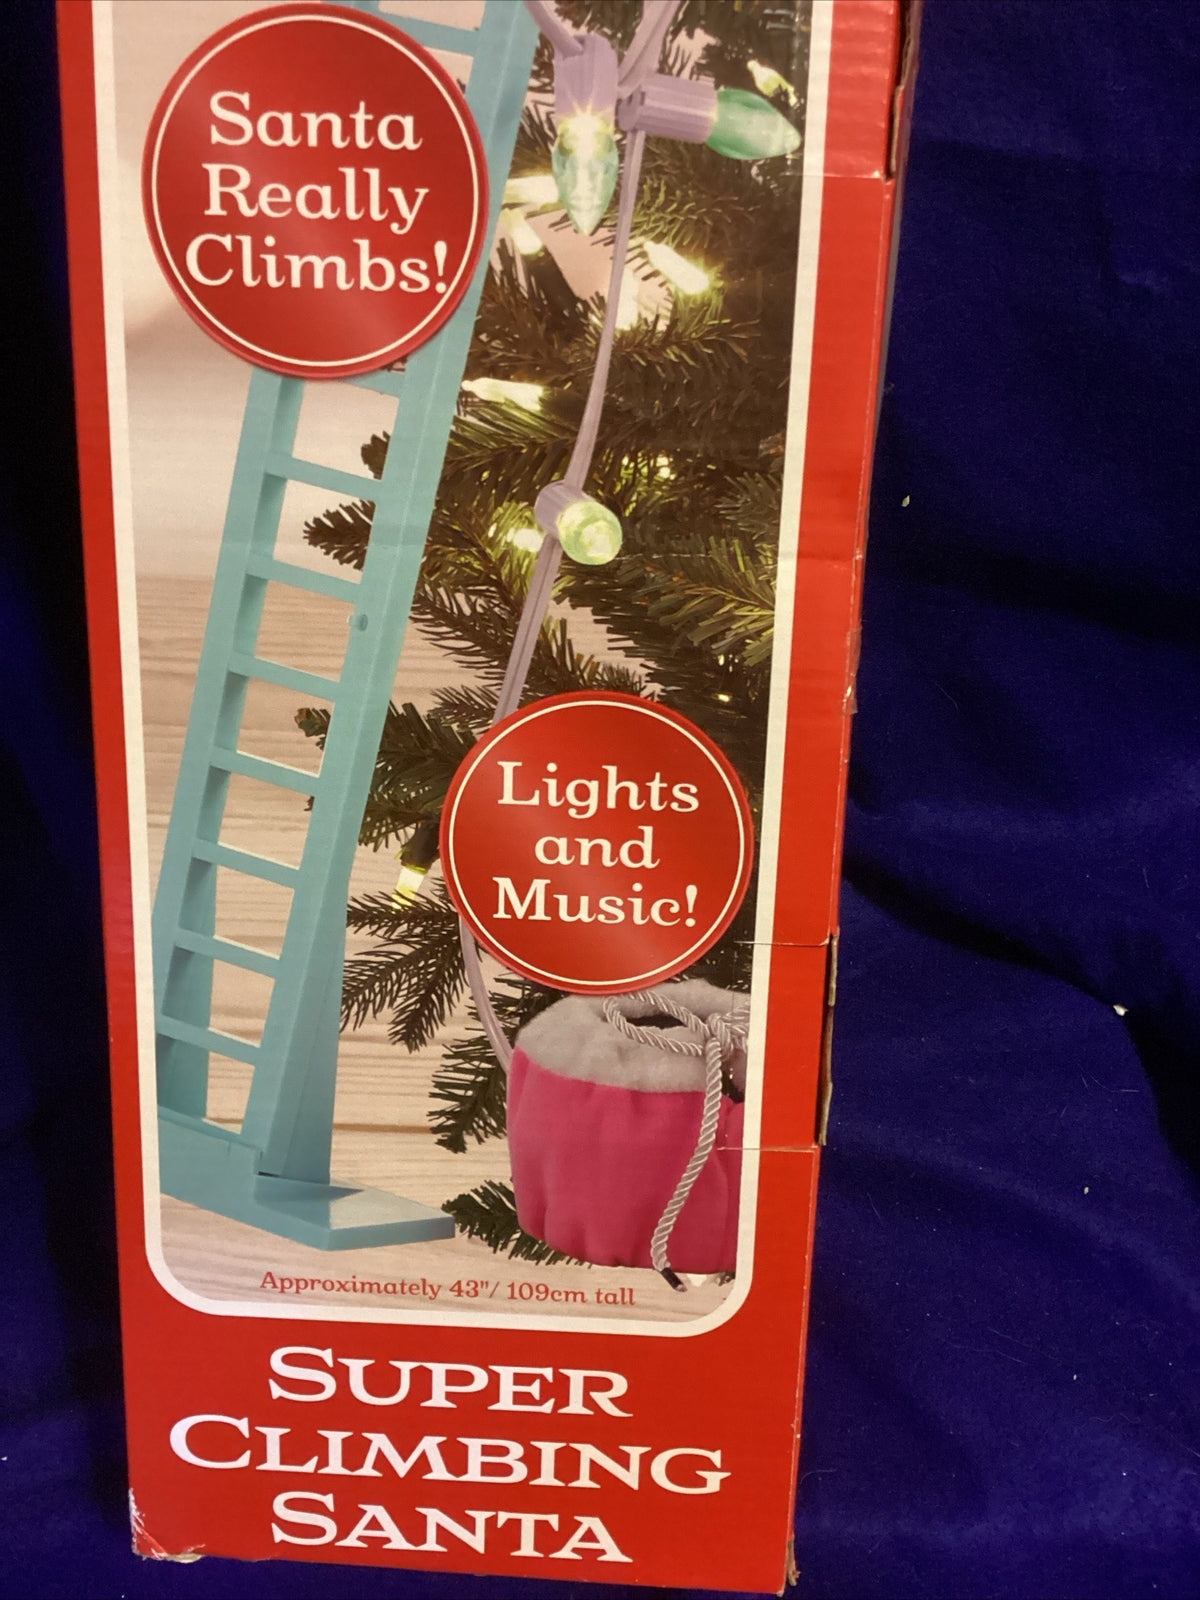 Santa
Really
Climbs!
Lights
and
Music!
Approximately 43"/ 109cm tall
SUPER
CLIMBING
SANTA